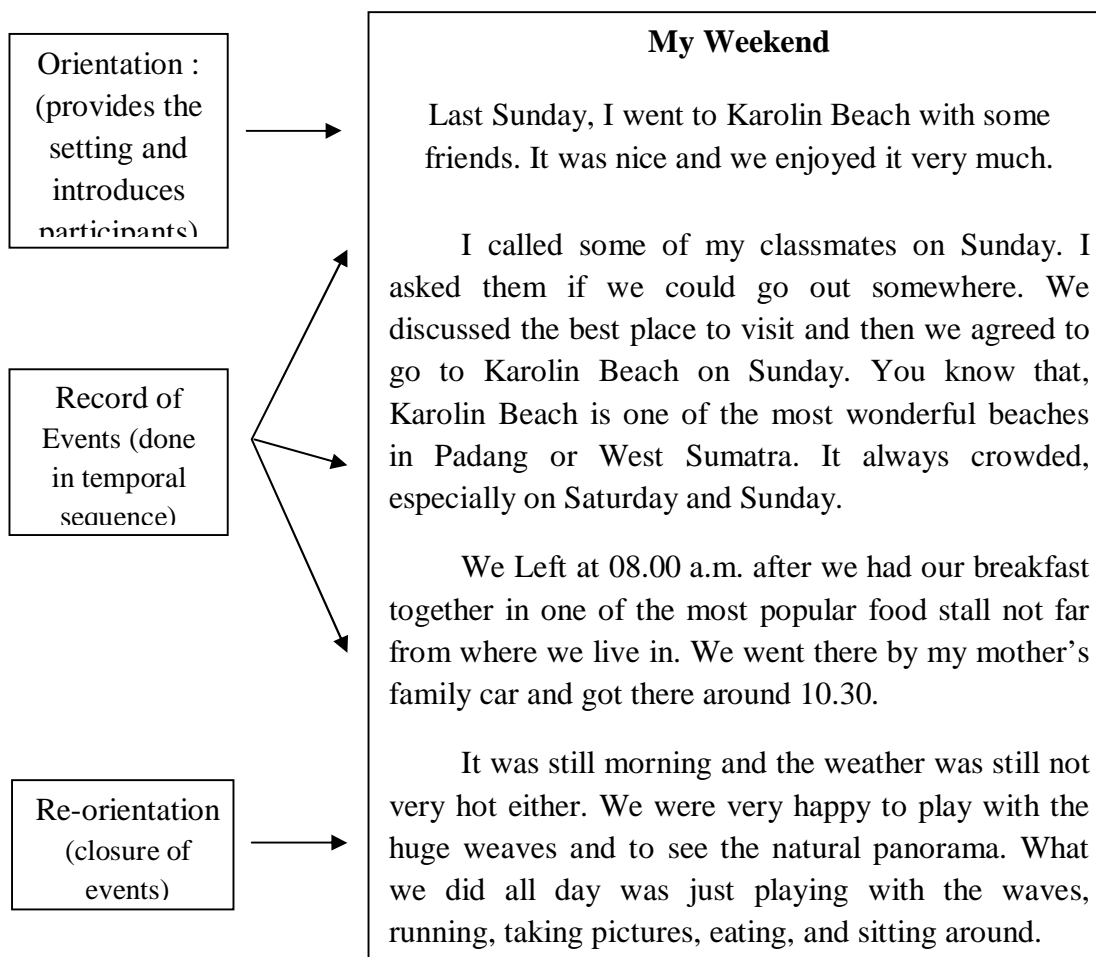 Orientation :
(provides the
setting and
introduces
participants)
Record of
Events (done
in temporal
sequence)
Re-orientation
(closure of
events)
My Weekend
Last Sunday, I went to Karolin Beach with some
friends. It was nice and we enjoyed it very much.
I called some of my classmates on Sunday. I
asked them if we could go out somewhere. We
discussed the best place to visit and then we agreed to
go to Karolin Beach on Sunday. You know that,
Karolin Beach is one of the most wonderful beaches
in Padang or West Sumatra. It always crowded,
especially on Saturday and Sunday.
We Left at 08.00 a.m. after we had our breakfast
together in one of the most popular food stall not far
from where we live in. We went there by my mother’s
family car and got there around 10.30.
It was still morning and the weather was still not
very hot either. We were very happy to play with the
huge weaves and to see the natural panorama. What
we did all day was just playing with the waves,
running, taking pictures, eating, and sitting around.